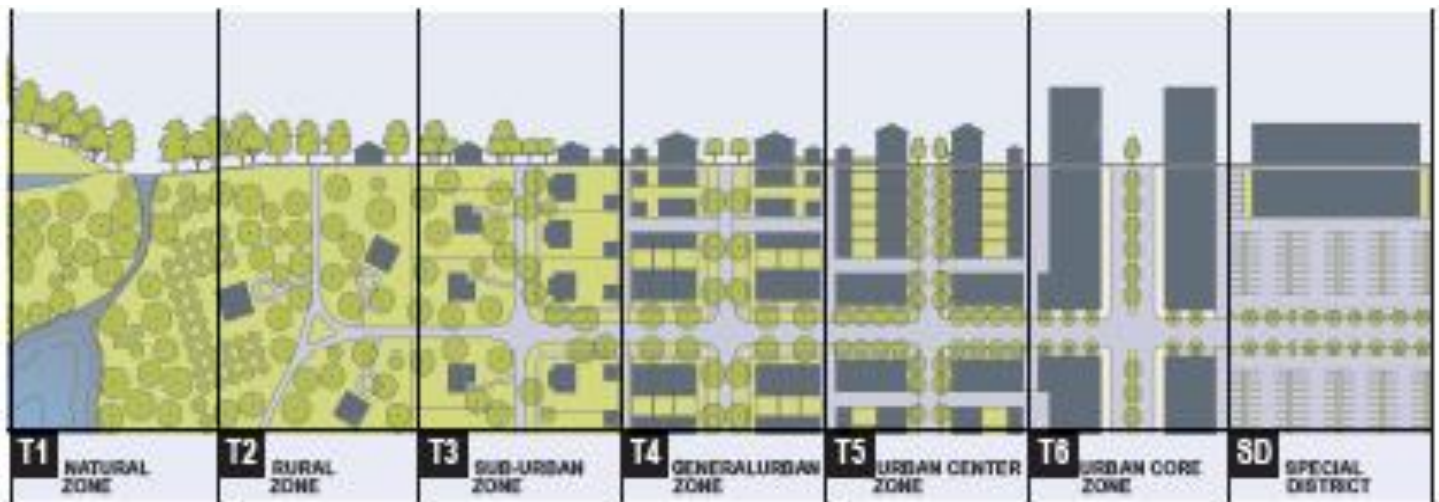 T1 NATURAL
ZONE
T2 RURAL
ZONE
T3 SUB-URBAN
ZONE
T4 GENERALURBAN
ZONE
T5 URBAN CENTER
ZONE
T6 URBAN CORE
ZONE
SD SPECIAL
DISTRICT